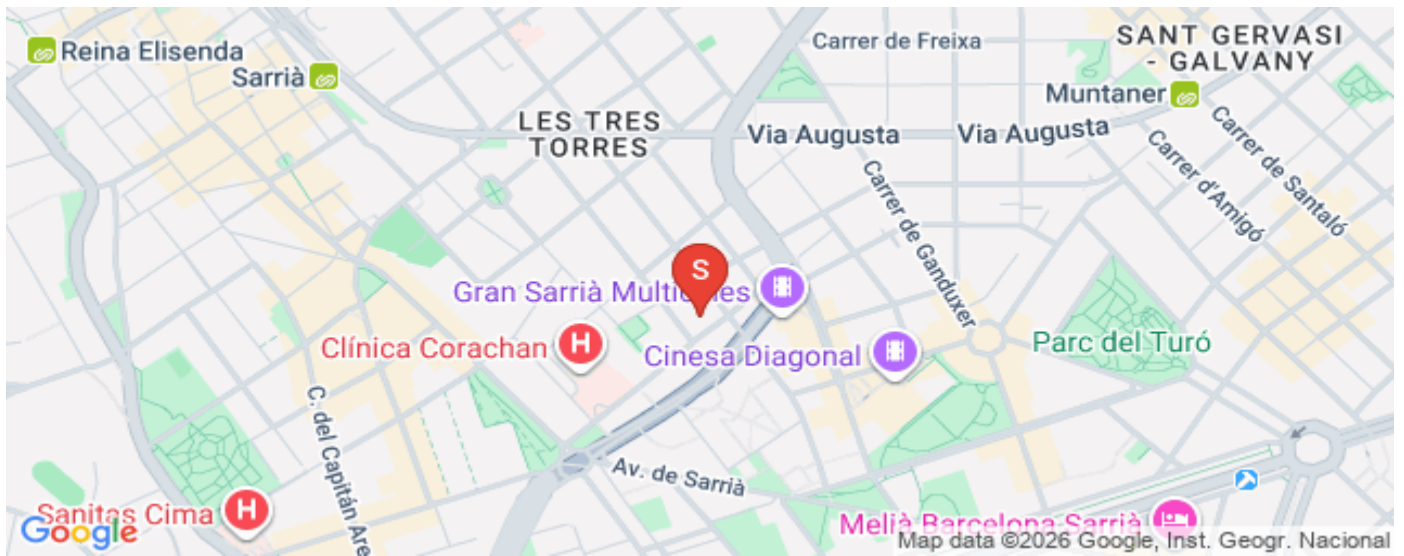 Reina Elisenda
Sarrià
LES TRES
TORRES
Carrer de Freixa
SANT GERVASI
- GALVANY
Muntaner
Via Augusta
Via Augusta
Carrer de Santaló
Carrer d'Amigó
Carrer de Ganduxer
S
Gran Sarrià Multicines
H
Clínica Corachan
Cinesa Diagonal
Parc del Turó
C. del Capitán Are
Av. de Sarrià
Sanitas Cima
H
Google
Melià Barcelona Sarrià
Map data ©2026 Google, Inst. Geogr. Nacional